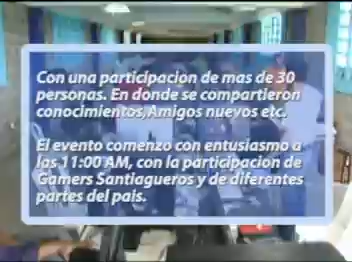 Con una participacion de mas de 30
personas. En donde se compartieron
conocimientos,Amigos nuevos etc.
El evento comenzo con entusiasmo a
las 11:00 AM, con la participacion de
Gamers Santiagueros y de diferentes
partes del pais.